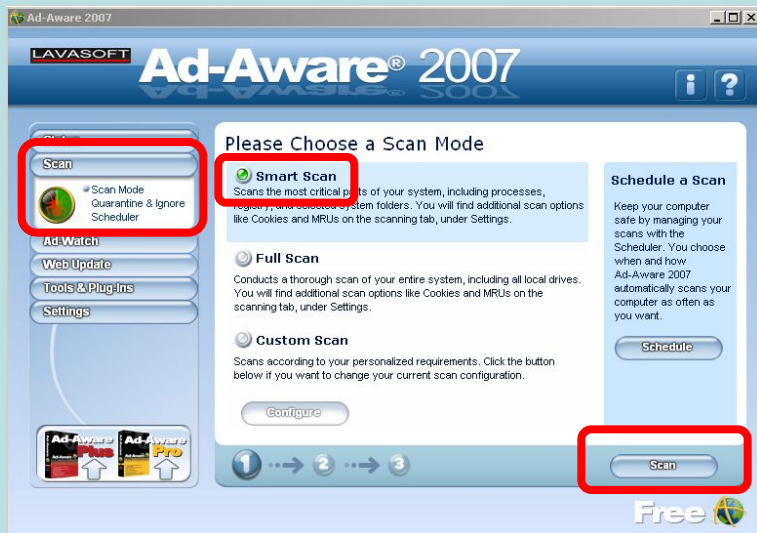 Ad-Aware 2007
LAVASOFT
Ad-Aware® 2007
Status
Scan
Scan Mode
Quarantine & Ignore
Scheduler
Ad-Watch
Web Update
Tools & Plug-Ins
Settings
Ad-Aware Plus
Ad-Aware Pro
Please Choose a Scan Mode
Smart Scan
Scans the most critical parts of your system, including processes,
registry, and selected system folders. You will find additional scan options
like Cookies and MRUs on the scanning tab, under Settings.
Full Scan
Conducts a thorough scan of your entire system, including all local drives.
You will find additional scan options like Cookies and MRUs on the
scanning tab, under Settings.
Custom Scan
Scans according to your personalized requirements. Click the button
below if you want to change your current scan configuration.
Configure
1
2
3
Schedule a Scan
Keep your computer
safe by managing your
scans with the
Scheduler. You choose
when and how
Ad-Aware 2007
automatically scans your
computer as often as
you want.
Schedule
Scan
Free